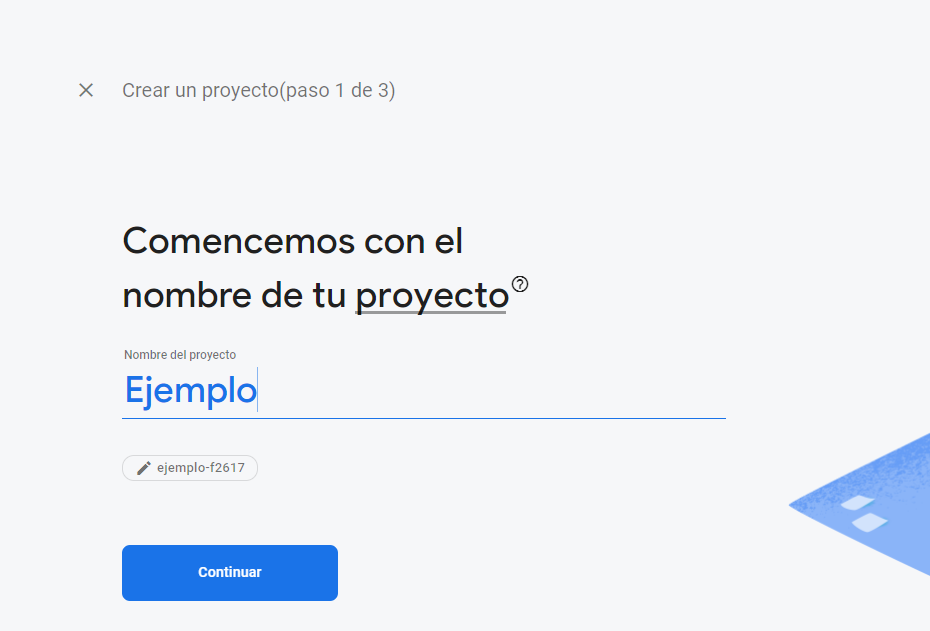 Crear un proyecto(paso 1 de 3)
Comencemos con el
nombre de tu proyecto
Nombre del proyecto
Ejemplo
ejemplo-f2617
Continuar